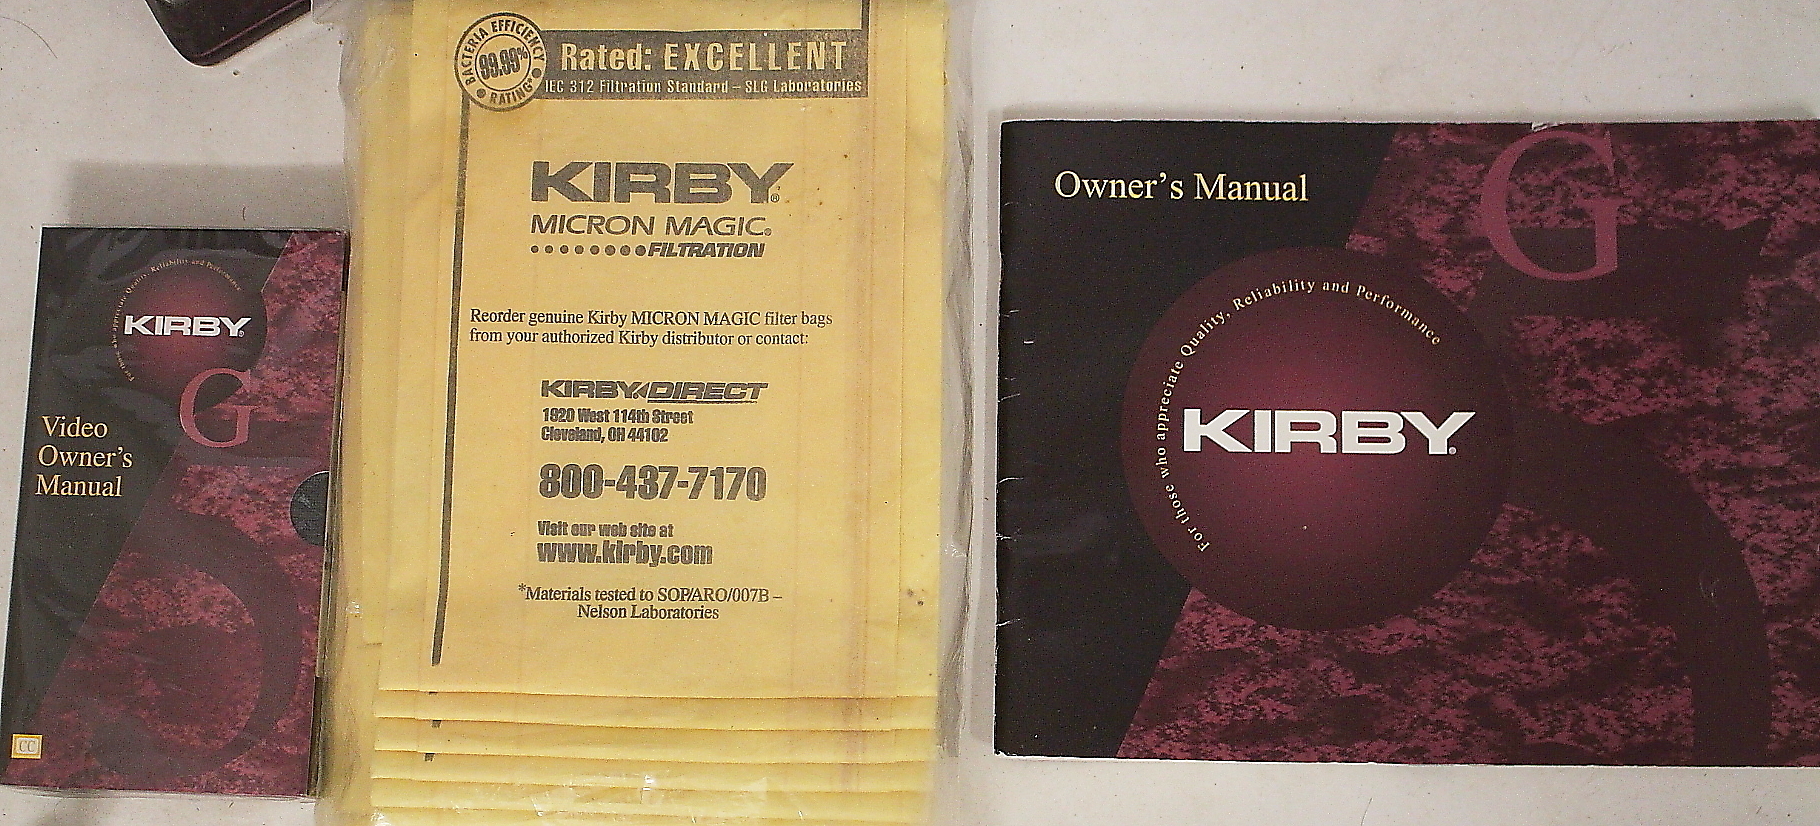 For those who appreciate Quality, Reliability and Performance
KIRBY®
G
Video
Owner's
Manual
CC
BACTERIA EFFICIENCY
99.99%
RATING*
Rated: EXCELLENT
IEC 312 Filtration Standard – SLG Laboratories
KIRBY®
MICRON MAGIC®
FILTRATION
Reorder genuine Kirby MICRON MAGIC filter bags
from your authorized Kirby distributor or contact:
KIRBY DIRECT
1920 West 114th Street
Cleveland, OH 44102
800-437-7170
Visit our web site at
www.kirby.com
*Materials tested to SOP/ARO/007B –
Nelson Laboratories
Owner's Manual
G
For those who appreciate Quality, Reliability and Performance
KIRBY®